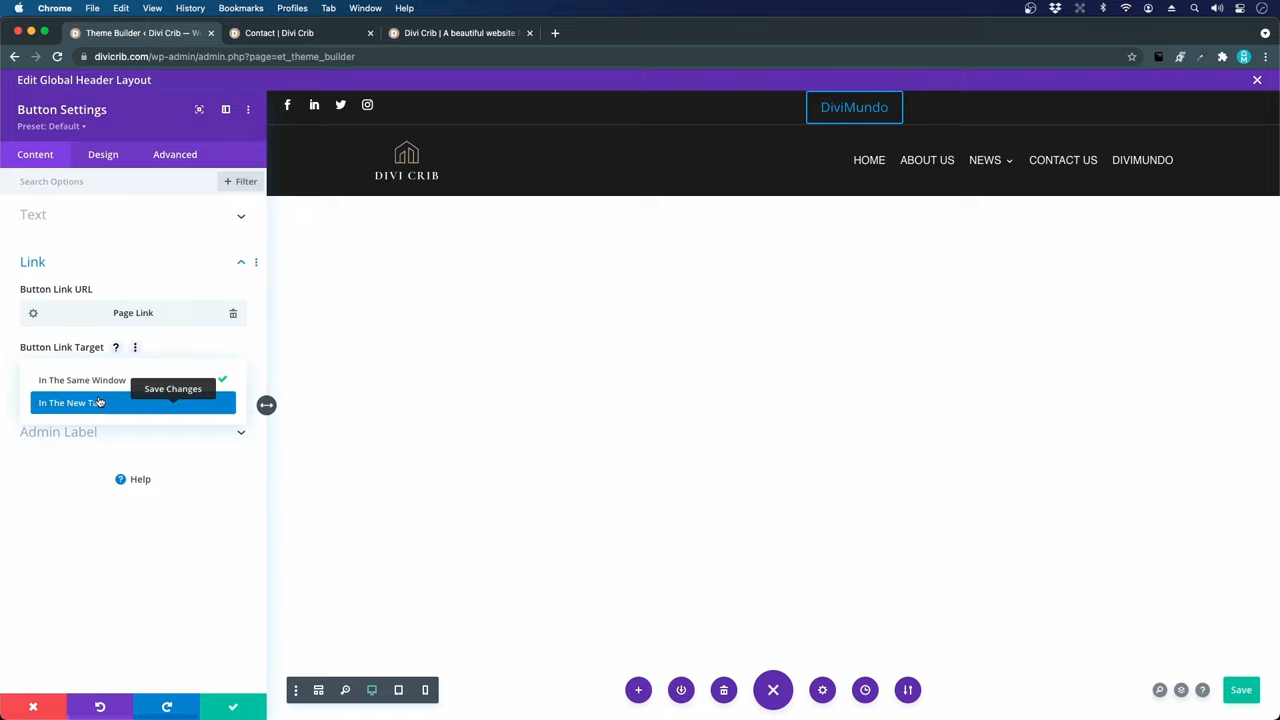 Chrome File Edit View History Bookmarks Profiles Tab Window Help
Theme Builder ‹ Divi Crib — W
Contact | Divi Crib
Divi Crib | A beautiful website
divicrib.com/wp-admin/admin.php?page=et_theme_builder
Edit Global Header Layout
Button Settings
Preset: Default
Content Design Advanced
Search Options
+ Filter
Text
Link
Button Link URL
Page Link
Button Link Target ?
In The Same Window
Save Changes
In The New
Admin Label
? Help
DiviMundo
DIVI CRIB
HOME ABOUT US NEWS CONTACT US DIVIMUNDO
Save